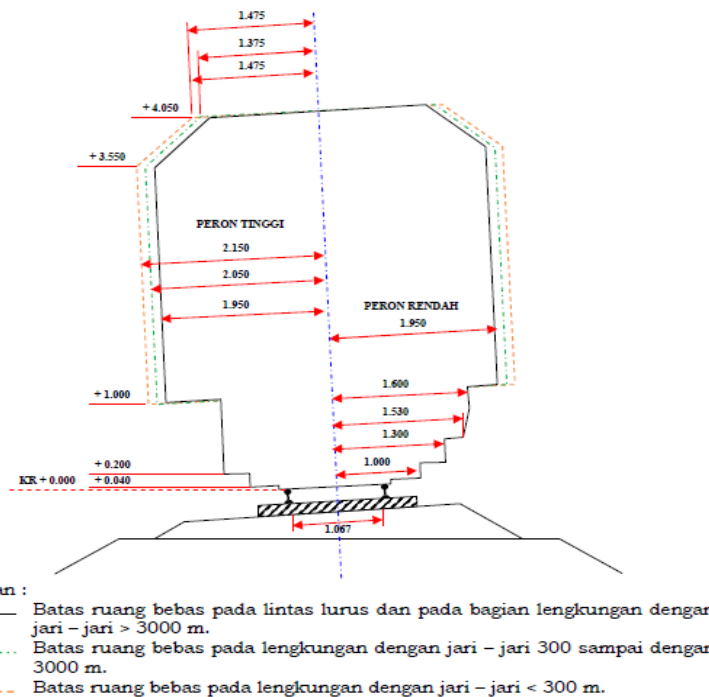 1.475
1.375
1.475
+ 4.050
+ 3.550
PERON TINGGI
2.150
2.050
1.950
PERON RENDAH
1.950
1.600
+ 1.000
1.530
1.300
1.000
+ 0.200
KR + 0.000
+ 0.040
1.067
an :
Batas ruang bebas pada lintas lurus dan pada bagian lengkungan dengan
jari – jari > 3000 m.
Batas ruang bebas pada lengkungan dengan jari – jari 300 sampai dengan
3000 m.
Batas ruang bebas pada lengkungan dengan jari – jari < 300 m.